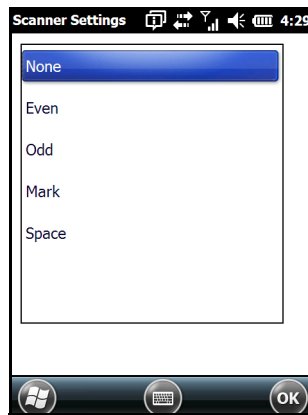 Scanner Settings 4:29
None
Even
Odd
Mark
Space
OK